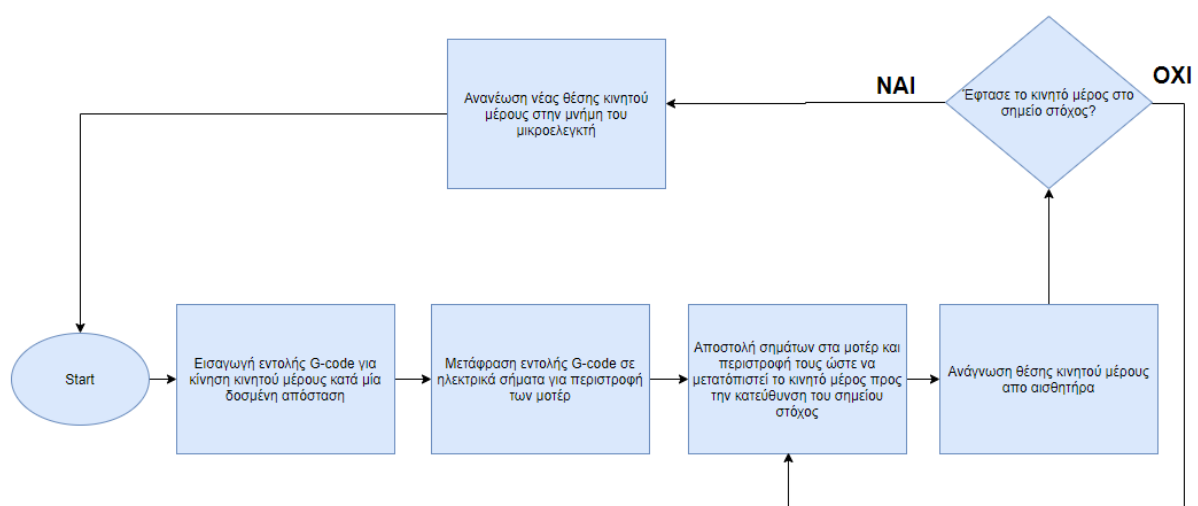 Ανανέωση νέας θέσης κινητού
μέρους στην μνήμη του
μικροελεγκτή
ΝΑΙ
Έφτασε το κινητό μέρος στο
σημείο στόχος?
ΟΧΙ
Start
Εισαγωγή εντολής G-code για
κίνηση κινητού μέρους κατά μία
δοσμένη απόσταση
Μετάφραση εντολής G-code σε
ηλεκτρικά σήματα για περιστροφή
των μοτέρ
Αποστολή σημάτων στα μοτέρ και
περιστροφή τους ώστε να
μετατόπιστεί το κινητό μέρος προς
την κατεύθυνση του σημείου
στόχος
Ανάγνωση θέσης κινητού μέρους
απο αισθητήρα